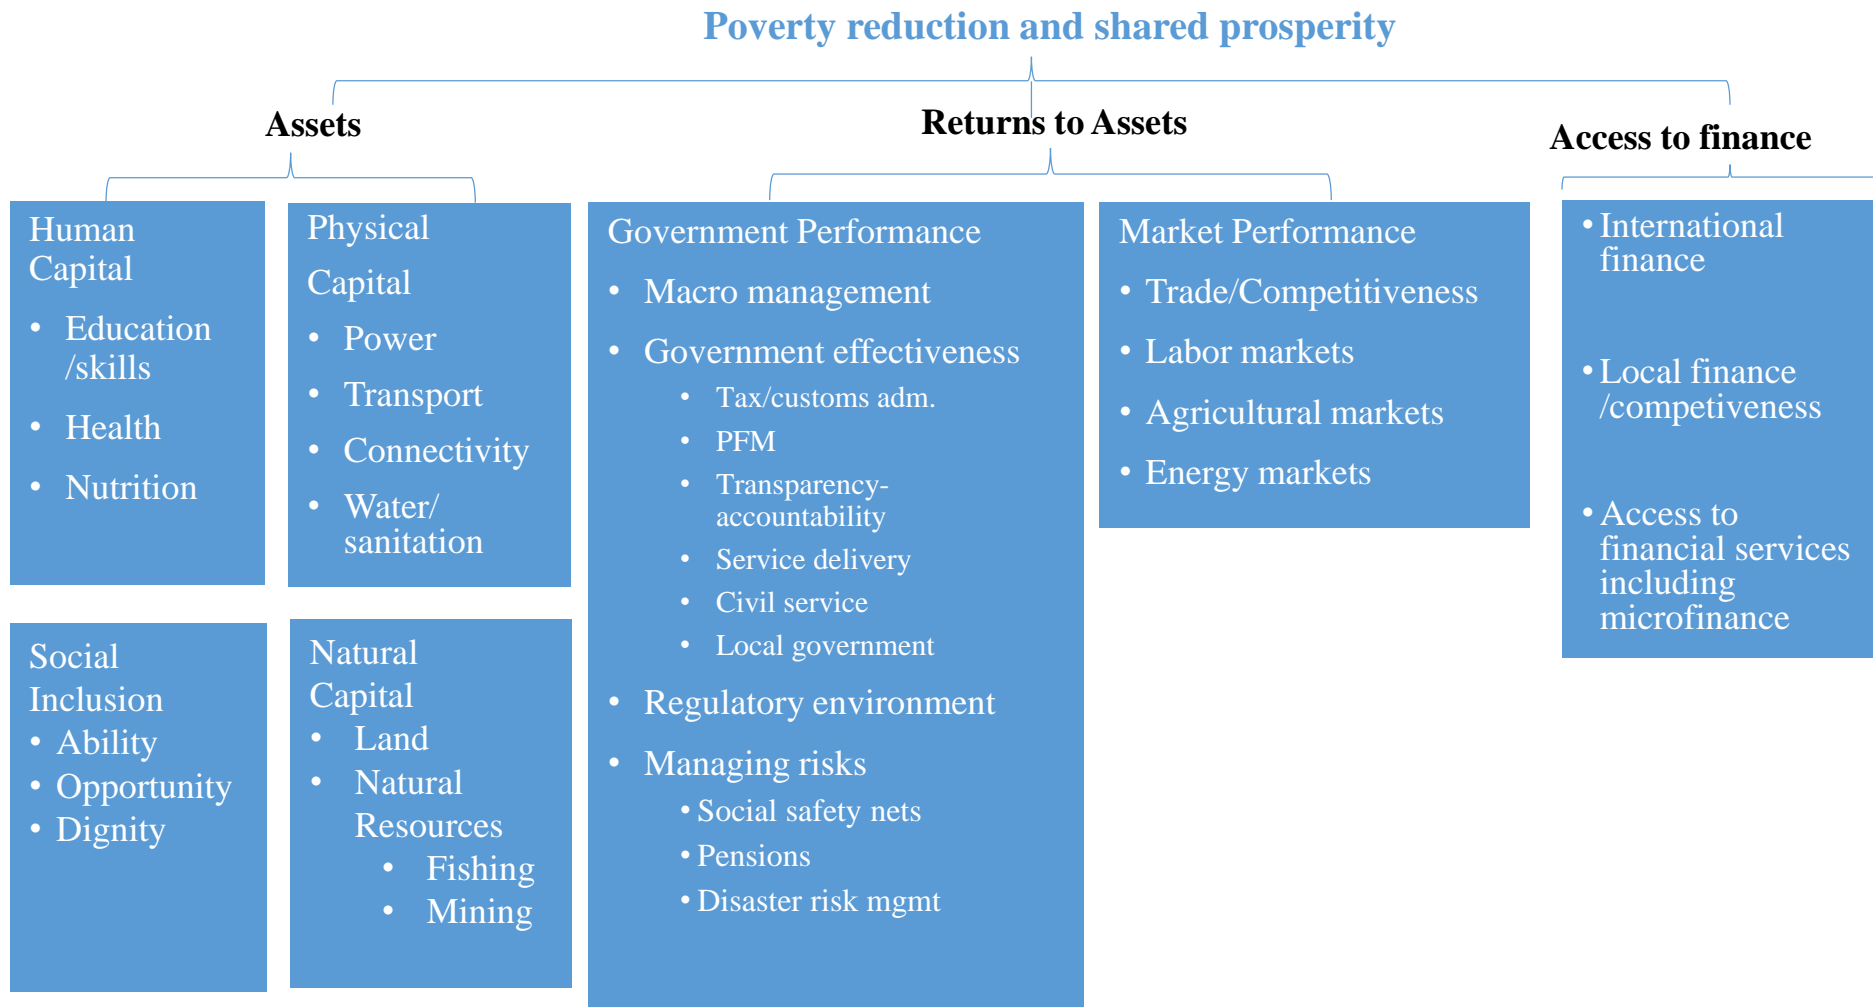 Poverty reduction and shared prosperity
Assets
Returns to Assets
Access to finance
Human
Capital
• Education
/skills
• Health
• Nutrition
Physical
Capital
• Power
• Transport
• Connectivity
• Water/
sanitation
Social
Inclusion
• Ability
• Opportunity
• Dignity
Natural
Capital
• Land
• Natural
Resources
• Fishing
• Mining
Government Performance
• Macro management
• Government effectiveness
• Tax/customs adm.
• PFM
• Transparency-
accountability
• Service delivery
• Civil service
• Local government
• Regulatory environment
• Managing risks
• Social safety nets
• Pensions
• Disaster risk mgmt
Market Performance
• Trade/Competitiveness
• Labor markets
• Agricultural markets
• Energy markets
• International
finance
• Local finance
/competiveness
• Access to
financial services
including
microfinance